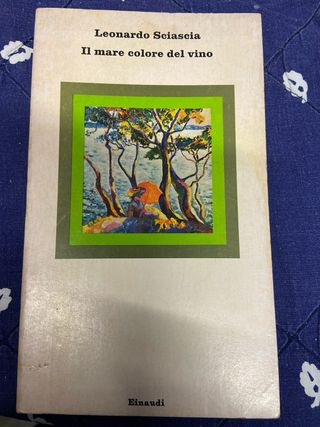 Leonardo Sciascia
Il mare colore del vino
Einaudi